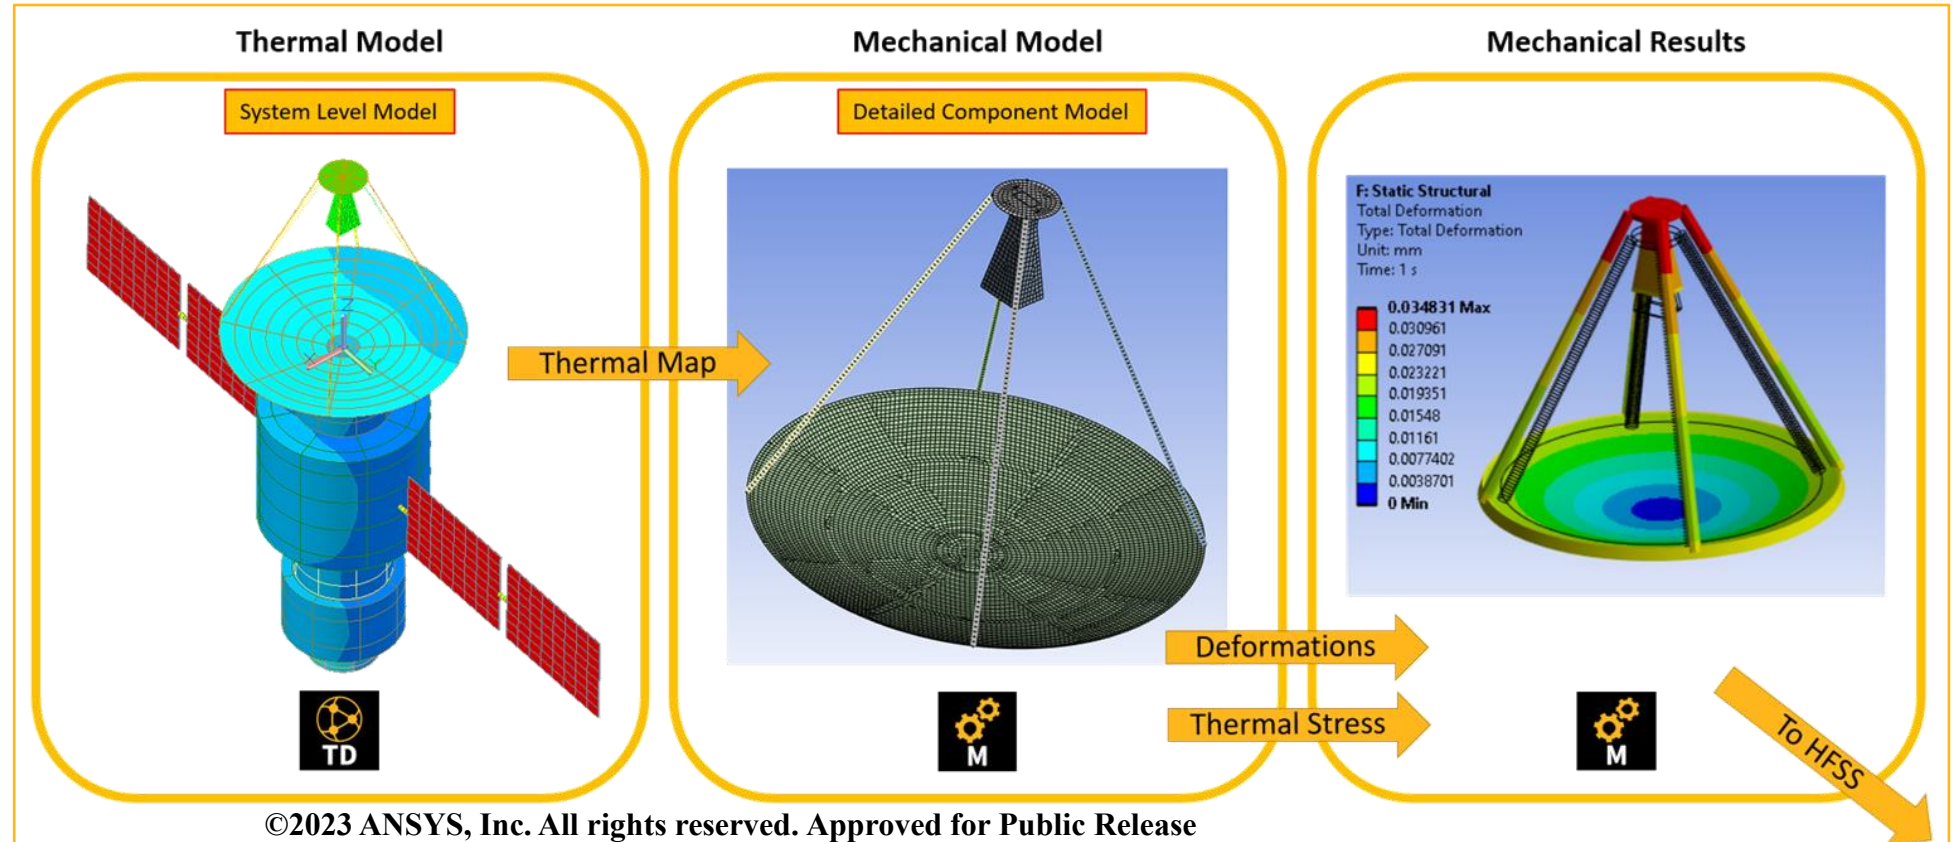 Thermal Model
System Level Model
Z
X
Y
TD
Thermal Map
Mechanical Model
Detailed Component Model
M
Deformations
Thermal Stress
Mechanical Results
F: Static Structural
Total Deformation
Type: Total Deformation
Unit: mm
Time: 1 s
0.034831 Max
0.030961
0.027091
0.023221
0.019351
0.01548
0.01161
0.0077402
0.0038701
0 Min
M
To HFSS
©2023 ANSYS, Inc. All rights reserved. Approved for Public Release